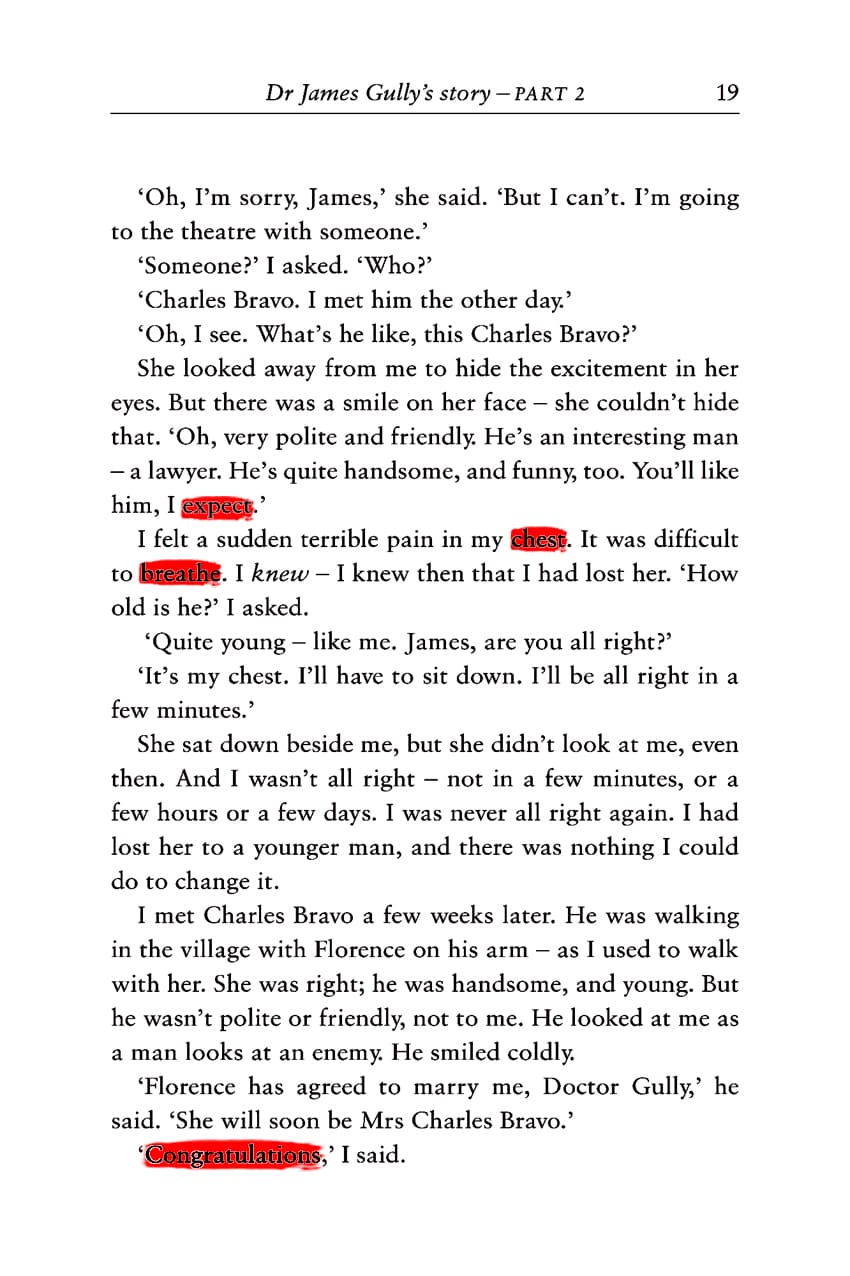 Dr James Gully’s story – PART 2 19
‘Oh, I’m sorry, James,’ she said. ‘But I can’t. I’m going
to the theatre with someone.’
‘Someone?’ I asked. ‘Who?’
‘Charles Bravo. I met him the other day.’
‘Oh, I see. What’s he like, this Charles Bravo?’
She looked away from me to hide the excitement in her
eyes. But there was a smile on her face – she couldn’t hide
that. ‘Oh, very polite and friendly. He’s an interesting man
– a lawyer. He’s quite handsome, and funny, too. You’ll like
him, I expect.’
I felt a sudden terrible pain in my chest. It was difficult
to breathe. I knew – I knew then that I had lost her. ‘How
old is he?’ I asked.
‘Quite young – like me. James, are you all right?’
‘It’s my chest. I’ll have to sit down. I’ll be all right in a
few minutes.’
She sat down beside me, but she didn’t look at me, even
then. And I wasn’t all right – not in a few minutes, or a
few hours or a few days. I was never all right again. I had
lost her to a younger man, and there was nothing I could
do to change it.
I met Charles Bravo a few weeks later. He was walking
in the village with Florence on his arm – as I used to walk
with her. She was right; he was handsome, and young. But
he wasn’t polite or friendly, not to me. He looked at me as
a man looks at an enemy. He smiled coldly.
‘Florence has agreed to marry me, Doctor Gully,’ he
said. ‘She will soon be Mrs Charles Bravo.’
‘Congratulations,’ I said.